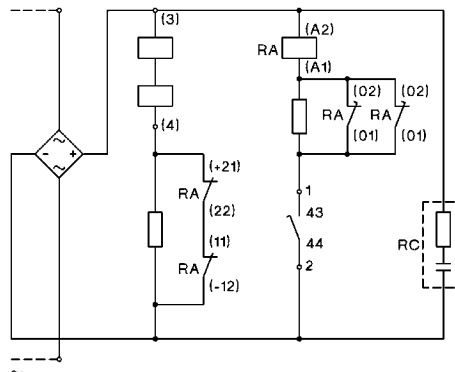 (3)
(A2)
RA
(A1)
(02) (02)
RA RA
(01) (01)
(4)
(+21)
RA
(22)
(11)
RA
(-12)
1
43
44
2
RC
- ~ ~ +